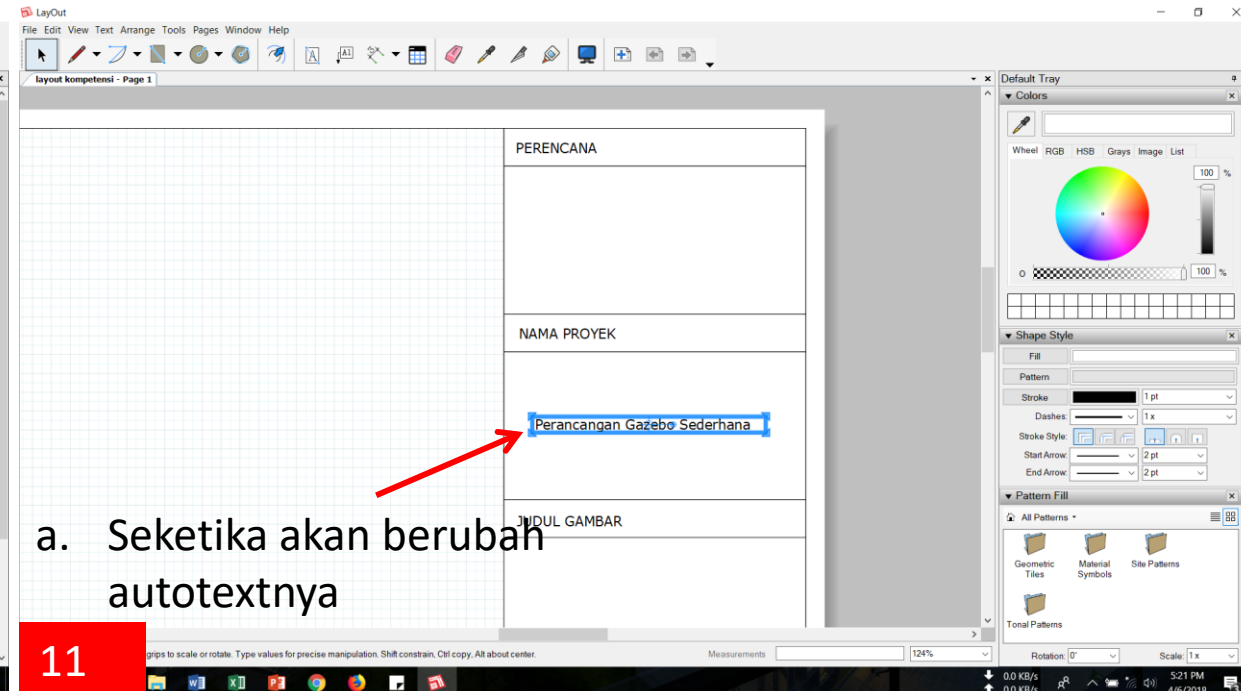 LayOut
File Edit View Text Arrange Tools Pages Window Help
layout kompetensi - Page 1
Default Tray
Colors
Wheel RGB HSB Grays Image List
100 %
O 100 %
Shape Style
Fill
Pattern
Stroke 1 pt
Dashes: 1 x
Stroke Style:
Start Arrow: 2 pt
End Arrow: 2 pt
Pattern Fill
All Patterns
Geometric Tiles
Material Symbols
Site Patterns
Tonal Patterns
Rotation: 0° Scale: 1 x
PERENCANA
NAMA PROYEK
Perancangan Gazebo Sederhana
JUDUL GAMBAR
a. Seketika akan berubah
autotextnya
11
grips to scale or rotate. Type values for precise manipulation. Shift constrain, Ctrl copy, Alt about center.
Measurements 124%
0.0 KB/s
0.0 KB/s
5:21 PM
4/6/2018